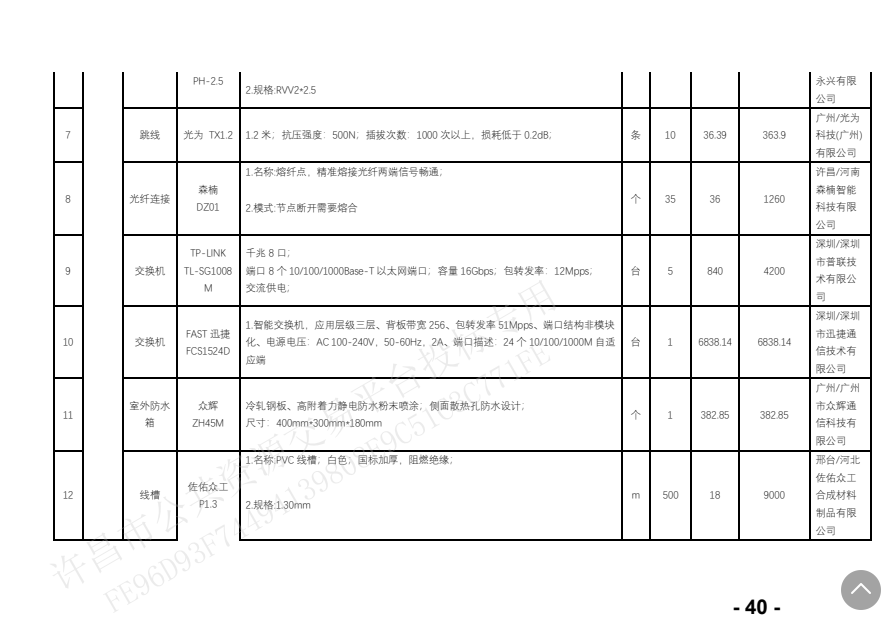 PH-2.5
2.规格:RVV2*2.5
永兴有限
公司
7
跳线
光为 TX1.2
1.2 米；抗压强度：500N；插拔次数：1000 次以上，损耗低于 0.2dB；
条
10
36.39
363.9
广州/光为
科技(广州)
有限公司
8
光纤连接
森楠
DZ01
1.名称:熔纤点，精准熔接光纤两端信号畅通；
2.模式:节点断开需要熔合
个
35
36
1260
许昌/河南
森楠智能
科技有限
公司
9
交换机
TP-LINK
TL-SG1008
M
千兆 8 口；
端口 8 个 10/100/1000Base-T 以太网端口；容量 16Gbps；包转发率：12Mpps；
交流供电；
台
5
840
4200
深圳/深圳
市普联技
术有限公
司
10
交换机
FAST 迅捷
FCS1524D
1.智能交换机，应用层级三层、背板带宽 256、包转发率 51Mpps、端口结构非模块
化、电源电压：AC 100-240V，50-60Hz，2A、端口描述：24 个 10/100/1000M 自适
应端
台
1
6838.14
6838.14
深圳/深圳
市迅捷通
信技术有
限公司
11
室外防水
箱
众辉
ZH45M
冷轧钢板、高附着力静电防水粉末喷涂；侧面散热孔防水设计；
尺寸：400mm*300mm*180mm
个
1
382.85
382.85
广州/广州
市众辉通
信科技有
限公司
12
线槽
佐佑众工
P1.3
1.名称:PVC 线槽；白色；国标加厚，阻燃绝缘；
2.规格:1.30mm
m
500
18
9000
邢台/河北
佐佑众工
合成材料
制品有限
公司
许昌市公共资源交易平台投标专用
- 40 -